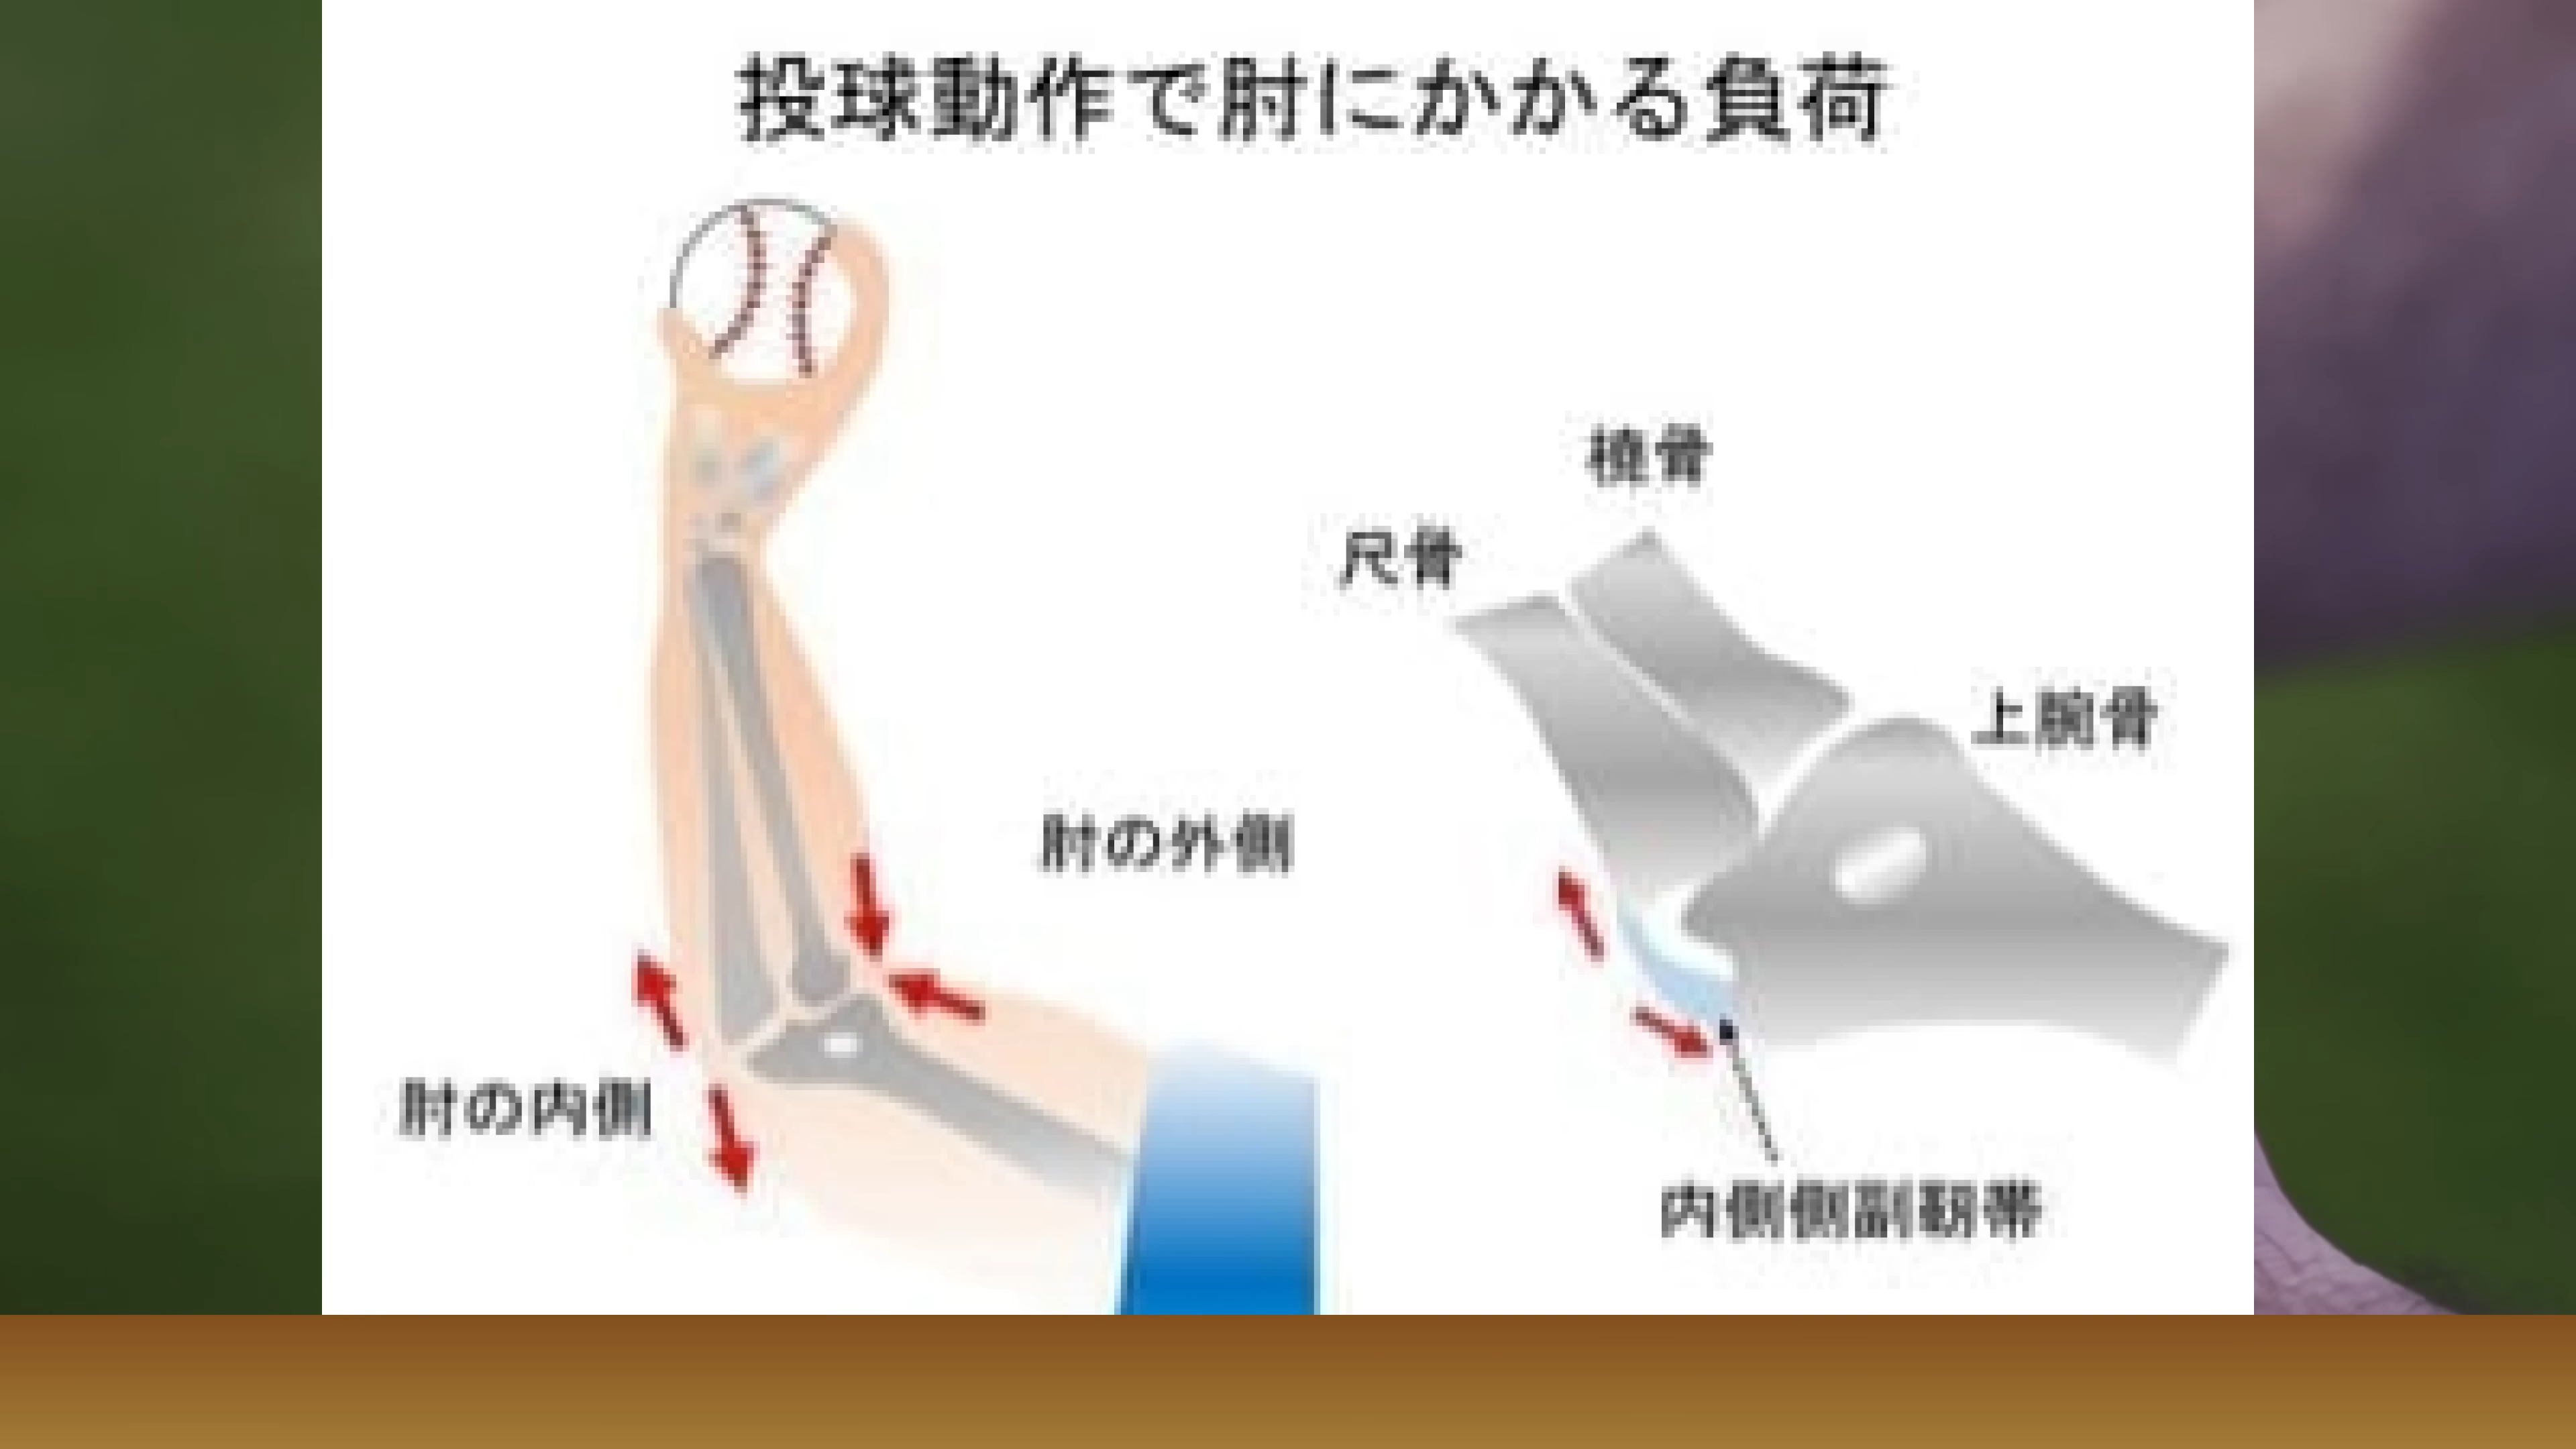 投球動作で肘にかかる負荷
橈骨
尺骨
上腕骨
肘の外側
肘の内側
内側側副靭帯